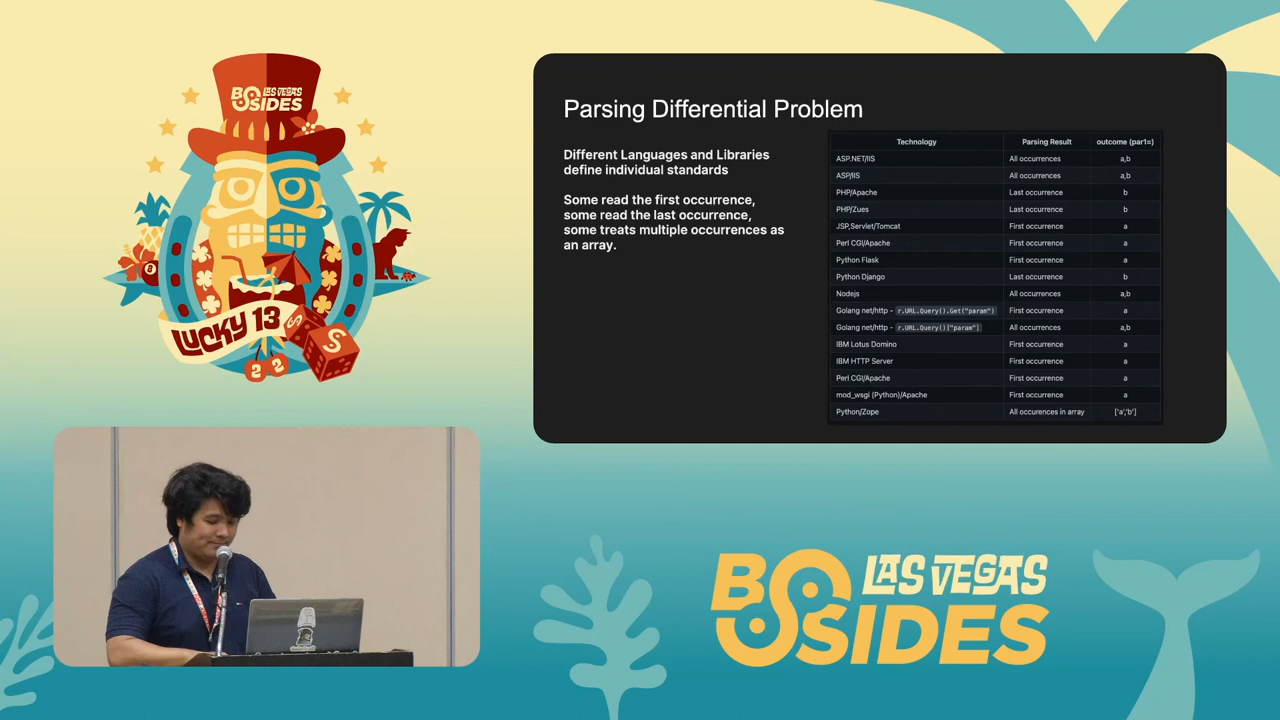 BSIDES LAS VEGAS
LUCKY 13
Parsing Differential Problem
Different Languages and Libraries
define individual standards
Some read the first occurrence,
some read the last occurrence,
some treats multiple occurrences as
an array.
Technology Parsing Result outcome (par1=)
ASP.NET/IIS All occurrences a,b
ASP/IIS All occurrences a,b
PHP/Apache Last occurrence b
PHP/Zues Last occurrence b
JSP,Servlet/Tomcat First occurrence a
Perl CGI/Apache First occurrence a
Python Flask First occurrence a
Python Django Last occurrence b
Nodejs All occurrences a,b
Golang net/http - r.URL.Query().Get("param") First occurrence a
Golang net/http - r.URL.Query()["param"] All occurrences a,b
IBM Lotus Domino First occurrence a
IBM HTTP Server First occurrence a
Perl CGI/Apache First occurrence a
mod_wsgi (Python)/Apache First occurrence a
Python/Zope All occurences in array ['a','b']
BSIDES LAS VEGAS